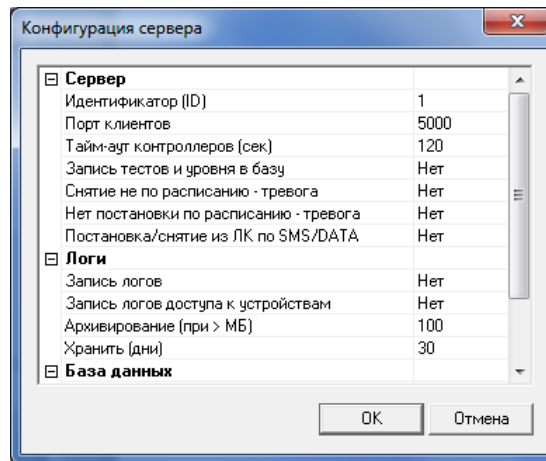 Конфигурация сервера
Сервер
Идентификатор (ID) 1
Порт клиентов 5000
Тайм-аут контроллеров (сек) 120
Запись тестов и уровня в базу Нет
Снятие не по расписанию - тревога Нет
Нет постановки по расписанию - тревога Нет
Постановка/снятие из ЛК по SMS/DATA Нет
Логи
Запись логов Нет
Запись логов доступа к устройствам Нет
Архивирование (при > МБ) 100
Хранить (дни) 30
База данных
OK Отмена